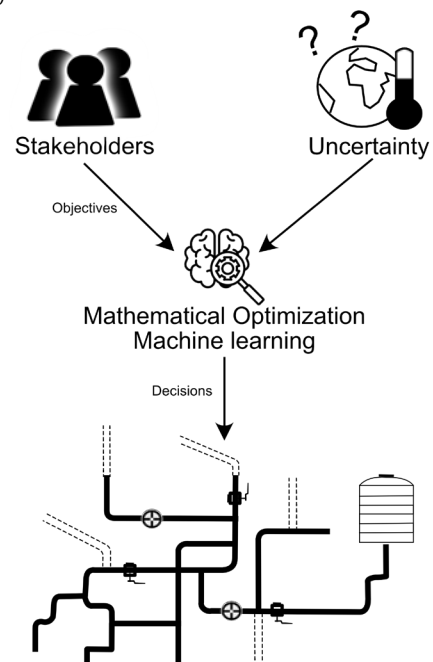 ? ?
Stakeholders
Uncertainty
Objectives
Mathematical Optimization
Machine learning
Decisions